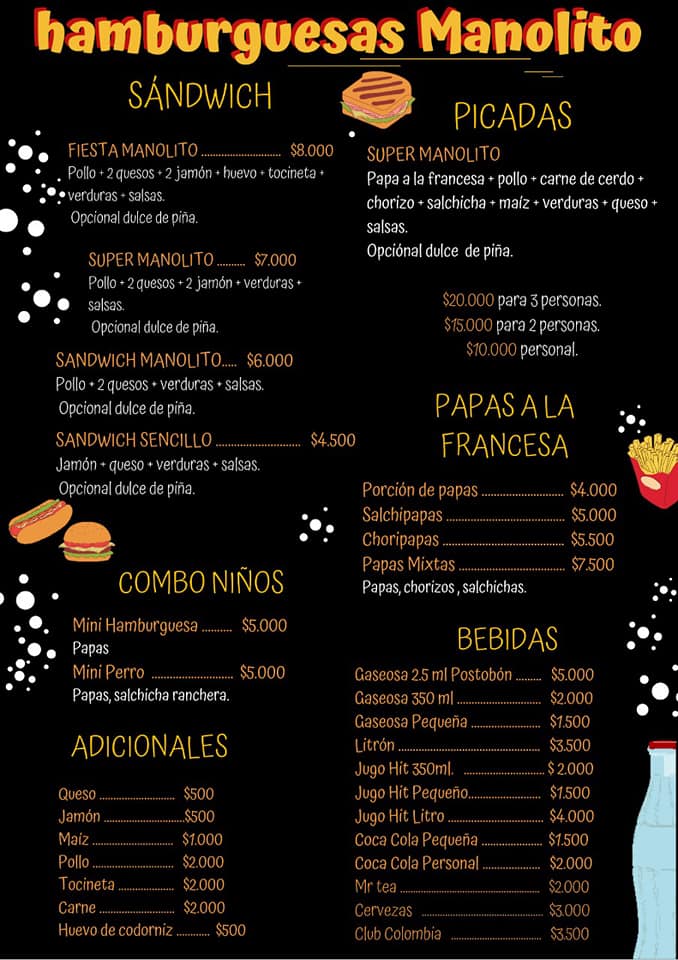 hamburguesas Manolito
SÁNDWICH
FIESTA MANOLITO ............................ $8.000
Pollo + 2 quesos + 2 jamón + huevo + tocineta +
verduras + salsas.
Opcional dulce de piña.
SUPER MANOLITO .......... $7.000
Pollo + 2 quesos + 2 jamón + verduras +
salsas.
Opcional dulce de piña.
SANDWICH MANOLITO..... $6.000
Pollo + 2 quesos + verduras + salsas.
Opcional dulce de piña.
SANDWICH SENCILLO .............................. $4.500
Jamón + queso + verduras + salsas.
Opcional dulce de piña.
COMBO NIÑOS
Mini Hamburguesa .......... $5.000
Papas
Mini Perro ........................... $5.000
Papas, salchicha ranchera.
ADICIONALES
Queso ......................... $500
Jamón ...........................$500
Maíz ........................... $1.000
Pollo .......................... $2.000
Tocineta .................. $2.000
Carne ........................ $2.000
Huevo de codorniz ........... $500
PICADAS
SUPER MANOLITO
Papa a la francesa + pollo + carne de cerdo +
chorizo + salchicha + maíz + verduras + queso +
salsas.
Opciónal dulce de piña.
$20.000 para 3 personas.
$15.000 para 2 personas.
$10.000 personal.
PAPAS A LA
FRANCESA
Porción de papas ........................... $4.000
Salchipapas ....................................... $5.000
Choripapas ........................................ $5.500
Papas Mixtas ................................... $7.500
Papas, chorizos , salchichas.
BEBIDAS
Gaseosa 2.5 ml Postobón ......... $5.000
Gaseosa 350 ml ............................ $2.000
Gaseosa Pequeña ........................ $1.500
Litrón ................................................ $3.500
Jugo Hit 350ml. ...........................$ 2.000
Jugo Hit Pequeño......................... $1.500
Jugo Hit Litro ................................ $4.000
Coca Cola Pequeña .................... $1.500
Coca Cola Personal .................... $2.000
Mr tea ............................................... $2.000
Cervezas ......................................... $3.000
Club Colombia ............................... $3.500